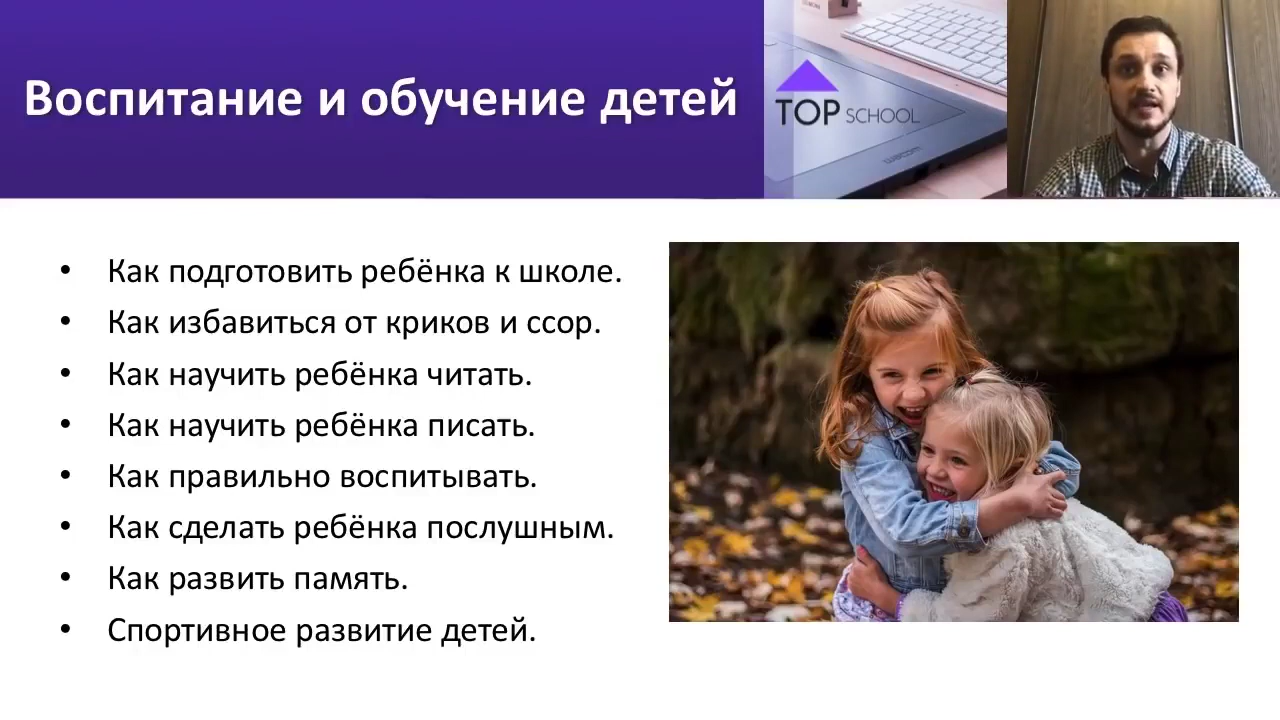 Воспитание и обучение детей
TOP SCHOOL
wacom
• Как подготовить ребёнка к школе.
• Как избавиться от криков и ссор.
• Как научить ребёнка читать.
• Как научить ребёнка писать.
• Как правильно воспитывать.
• Как сделать ребёнка послушным.
• Как развить память.
• Спортивное развитие детей.